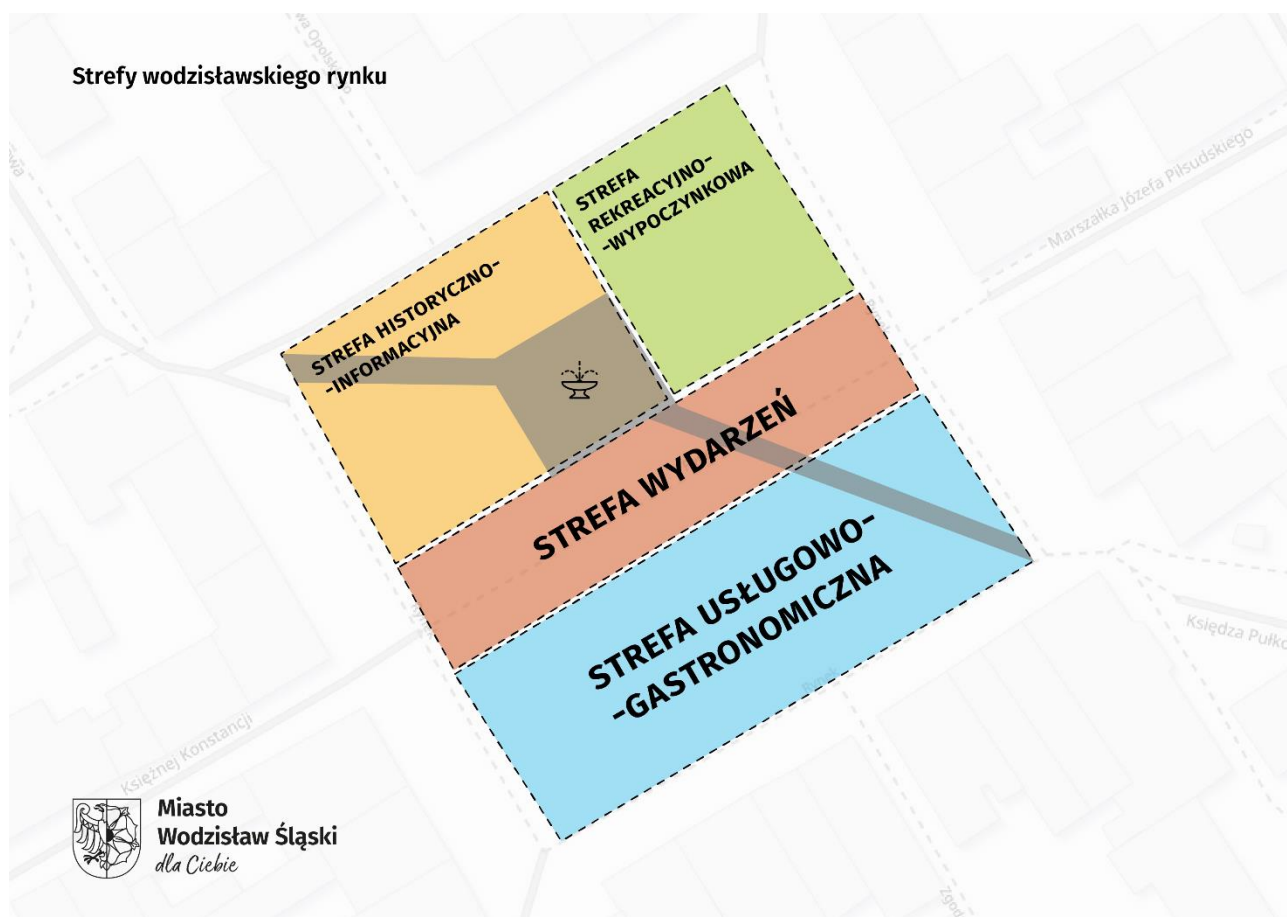 Strefy wodzisławskiego rynku
STREFA
REKREACYJNO-
-WYPOCZYNKOWA
Marszałka Józefa Piłsudskiego
STREFA HISTORYCZNO-
-INFORMACYJNA
STREFA WYDARZEŃ
STREFA USŁUGOWO-
-GASTRONOMICZNA
Rynek
Księdza Pułko
Księżnej Konstancji
Miasto
Wodzisław Śląski
dla Ciebie